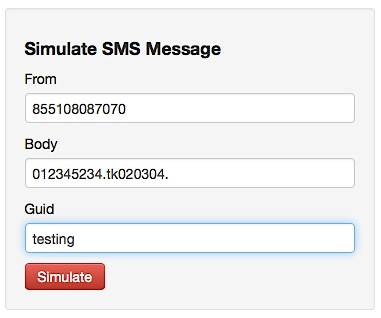 Simulate SMS Message
From
855108087070
Body
012345234.tk020304.
Guid
testing
Simulate